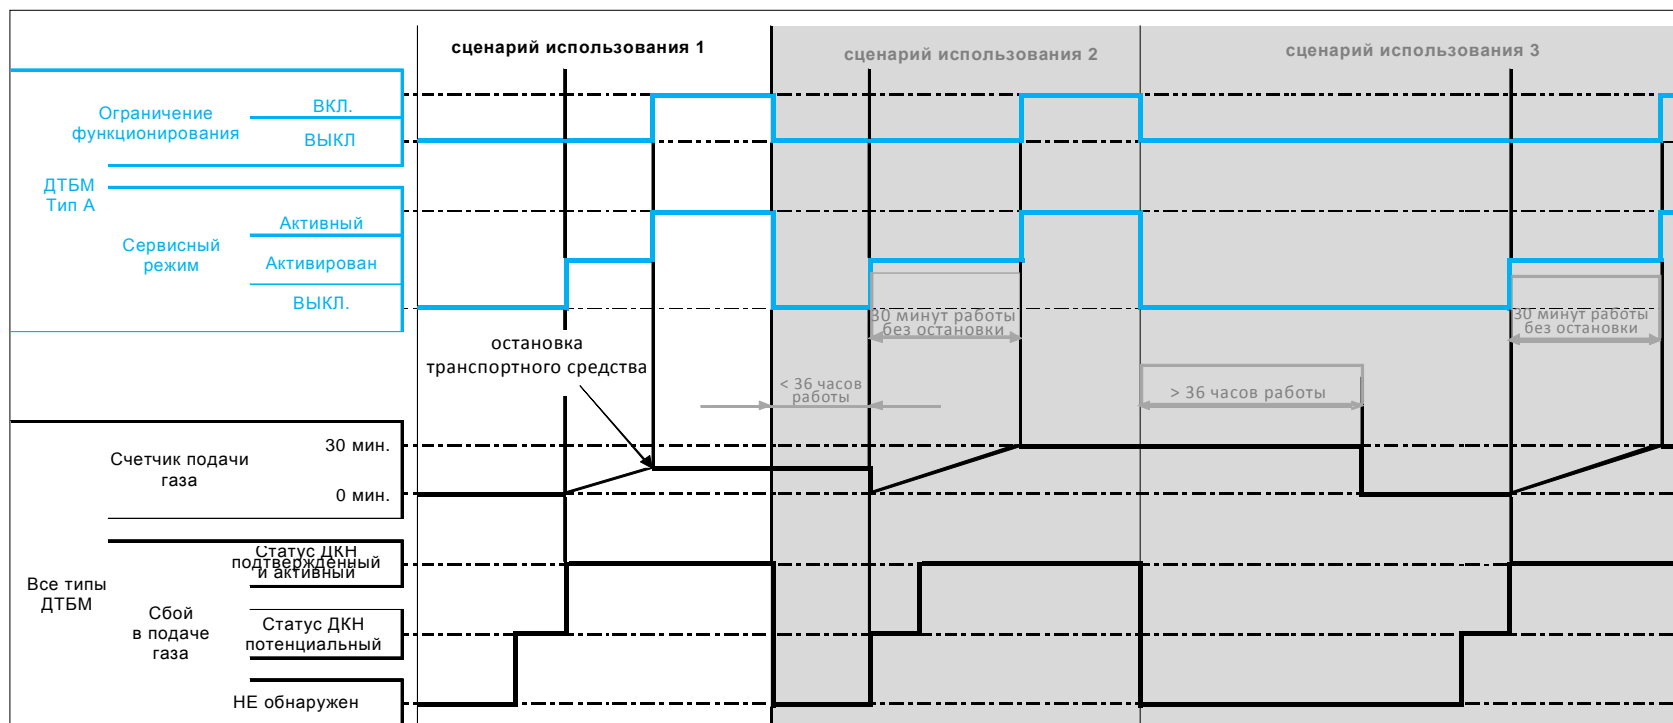 сценарий использования 1
сценарий использования 2
сценарий использования 3
Ограничение
функционирования
ВКЛ.
ВЫКЛ
ДТБМ
Тип А
Сервисный
режим
Активный
Активирован
ВЫКЛ.
30 минут работы
без остановки
30 минут работы
без остановки
остановка
транспортного средства
< 36 часов
работы
> 36 часов работы
Счетчик подачи
газа
30 мин.
0 мин.
Все типы
ДТБМ
Сбой
в подаче
газа
Статус ДКН
подтвержденный
и активный
Статус ДКН
потенциальный
НЕ обнаружен